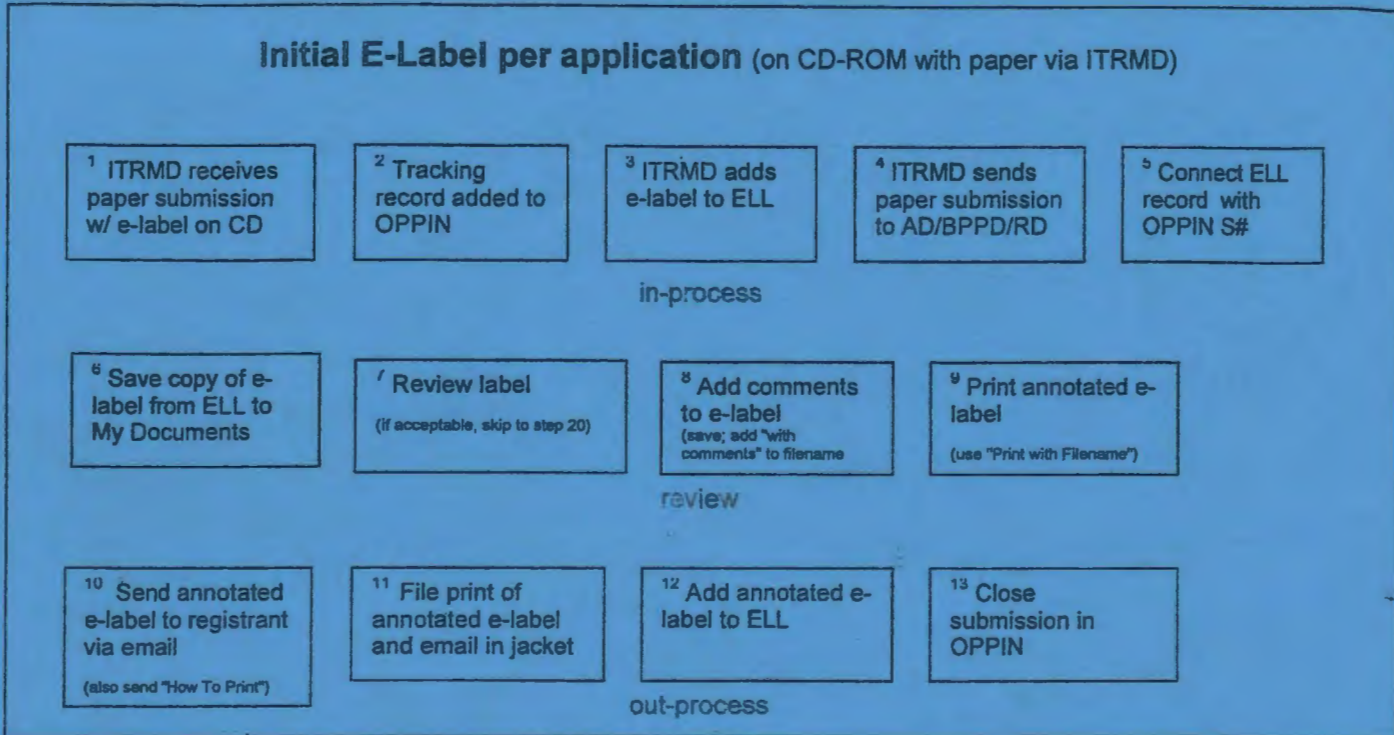 Initial E-Label per application (on CD-ROM with paper via ITRMD)
1 ITRMD receives
paper submission
w/ e-label on CD
2 Tracking
record added to
OPPIN
3 ITRMD adds
e-label to ELL
4 ITRMD sends
paper submission
to AD/BPPD/RD
5 Connect ELL
record with
OPPIN S#
in-process
6 Save copy of e-
label from ELL to
My Documents
7 Review label
(if acceptable, skip to step 20)
8 Add comments
to e-label
(save; add "with
comments" to filename
9 Print annotated e-
label
(use "Print with Filename")
review
10 Send annotated
e-label to registrant
via email
(also send "How To Print")
11 File print of
annotated e-label
and email in jacket
12 Add annotated e-
label to ELL
13 Close
submission in
OPPIN
out-process